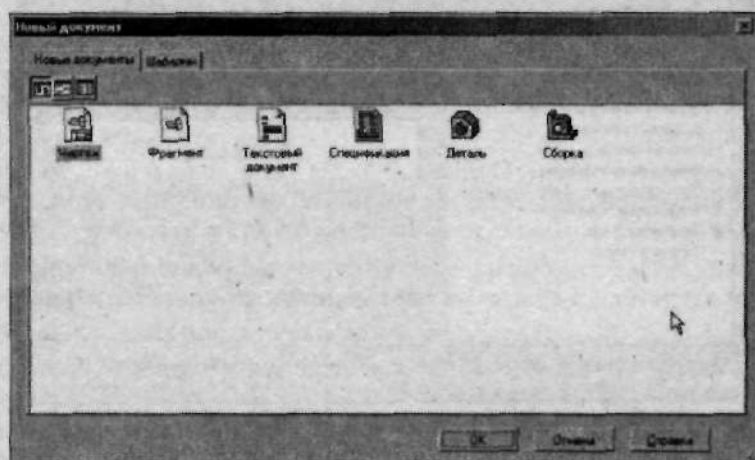 Новый документ
Новые документы Шаблоны
Чертеж Фрагмент Текстовый документ Спецификация Деталь Сборка
OK Отмена Справка